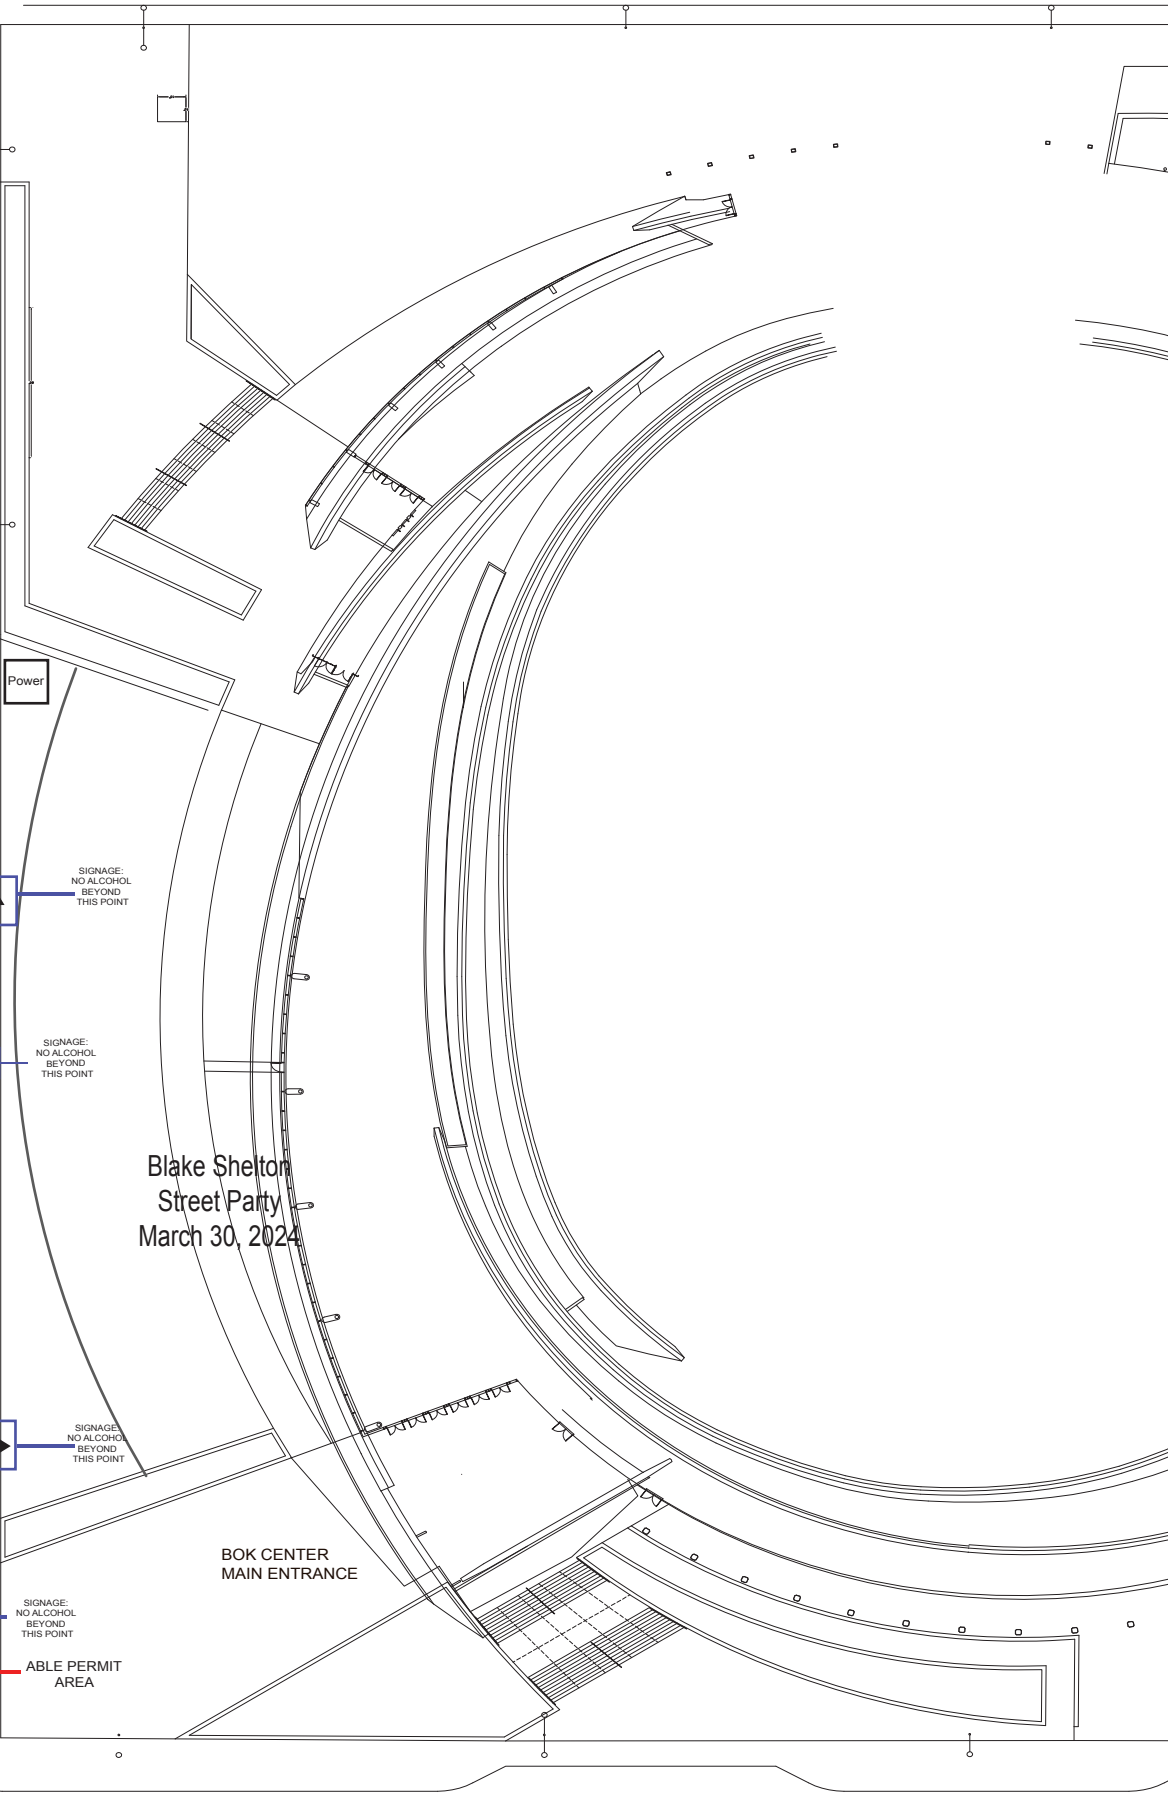 Power
SIGNAGE:
NO ALCOHOL
BEYOND
THIS POINT
SIGNAGE:
NO ALCOHOL
BEYOND
THIS POINT
Blake Shelton
Street Party
March 30, 2024
SIGNAGE:
NO ALCOHOL
BEYOND
THIS POINT
BOK CENTER
MAIN ENTRANCE
SIGNAGE:
NO ALCOHOL
BEYOND
THIS POINT
ABLE PERMIT
AREA